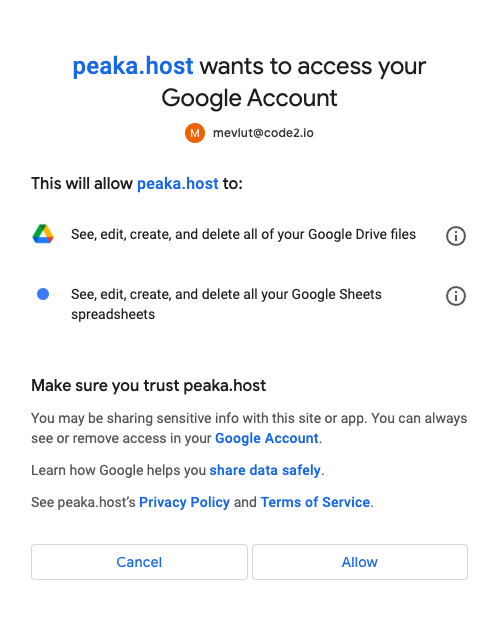 peaka.host wants to access your
Google Account
M mevlut@code2.io
This will allow peaka.host to:
See, edit, create, and delete all of your Google Drive files
See, edit, create, and delete all your Google Sheets
spreadsheets
Make sure you trust peaka.host
You may be sharing sensitive info with this site or app. You can always
see or remove access in your Google Account.
Learn how Google helps you share data safely.
See peaka.host’s Privacy Policy and Terms of Service.
Cancel Allow